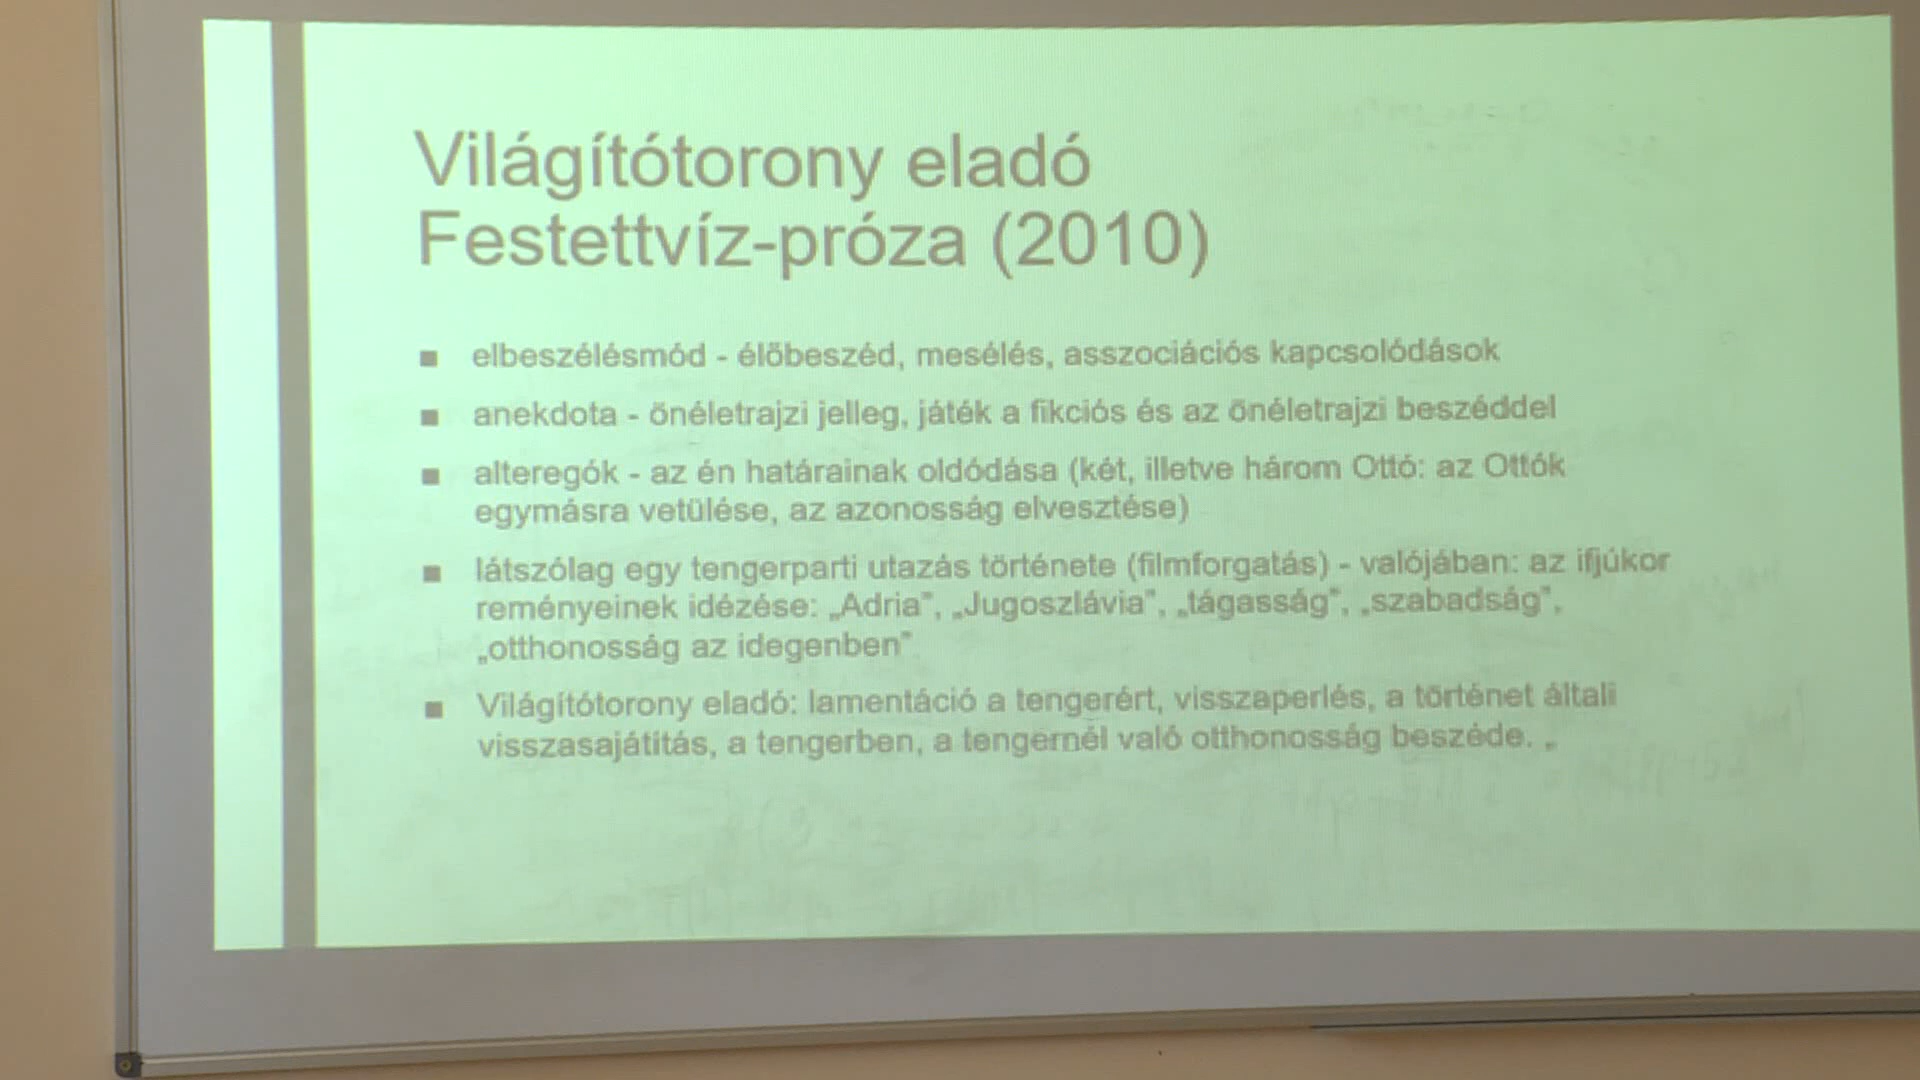 Világítótorony eladó
Festettvíz-próza (2010)
■ elbeszélésmód - élőbeszéd, mesélés, asszociációs kapcsolódások
■ anekdota - önéletrajzi jelleg, játék a fikciós és az önéletrajzi beszéddel
■ alteregók - az én határainak oldódása (két, illetve három Ottó: az Ottók
egymásra vetülése, az azonosság elvesztése)
■ látszólag egy tengerparti utazás története (filmforgatás) - valójában: az ifjúkor
reményeinek idézése: „Adria”, „Jugoszlávia”, „tágasság”, „szabadság”,
„otthonosság az idegenben”
■ Világítótorony eladó: lamentáció a tengerért, visszaperlés, a történet általi
visszasajátitás, a tengerben, a tengernél való otthonosság beszéde. „